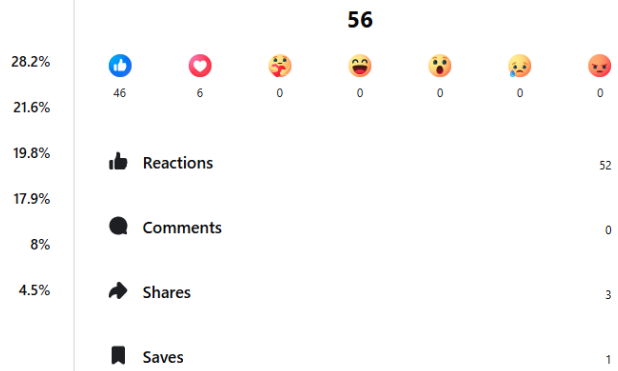 56
28.2%
21.6%
19.8%
17.9%
8%
4.5%
46 6 0 0 0 0 0
Reactions 52
Comments 0
Shares 3
Saves 1